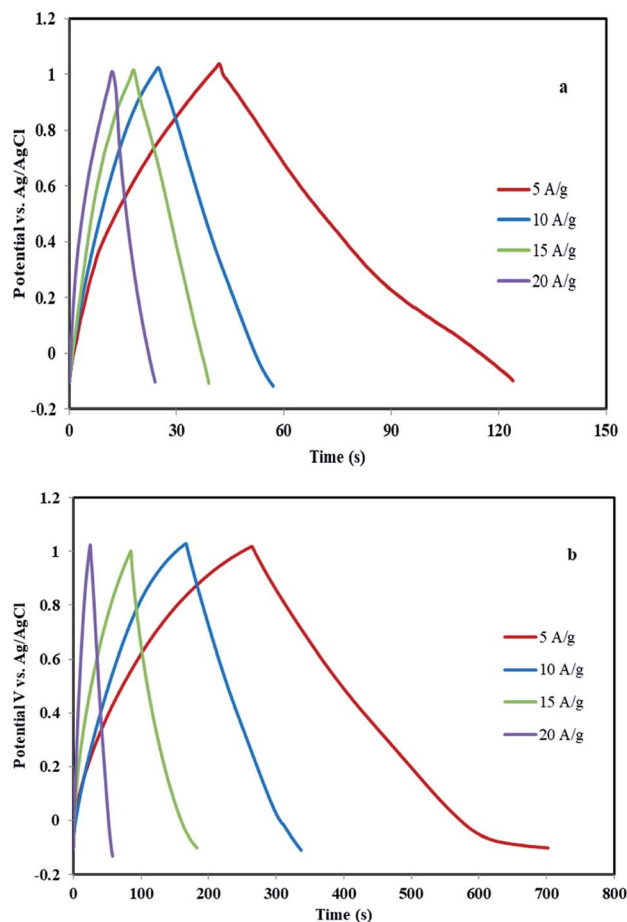 1.2
1
0.8
0.6
0.4
0.2
0
-0.2
Potential vs. Ag/AgCl
a
5 A/g
10 A/g
15 A/g
20 A/g
0 30 60 90 120 150
Time (s)
1.2
1
0.8
0.6
0.4
0.2
0
-0.2
Potential V vs. Ag/AgCl
b
5 A/g
10 A/g
15 A/g
20 A/g
0 100 200 300 400 500 600 700 800
Time (s)